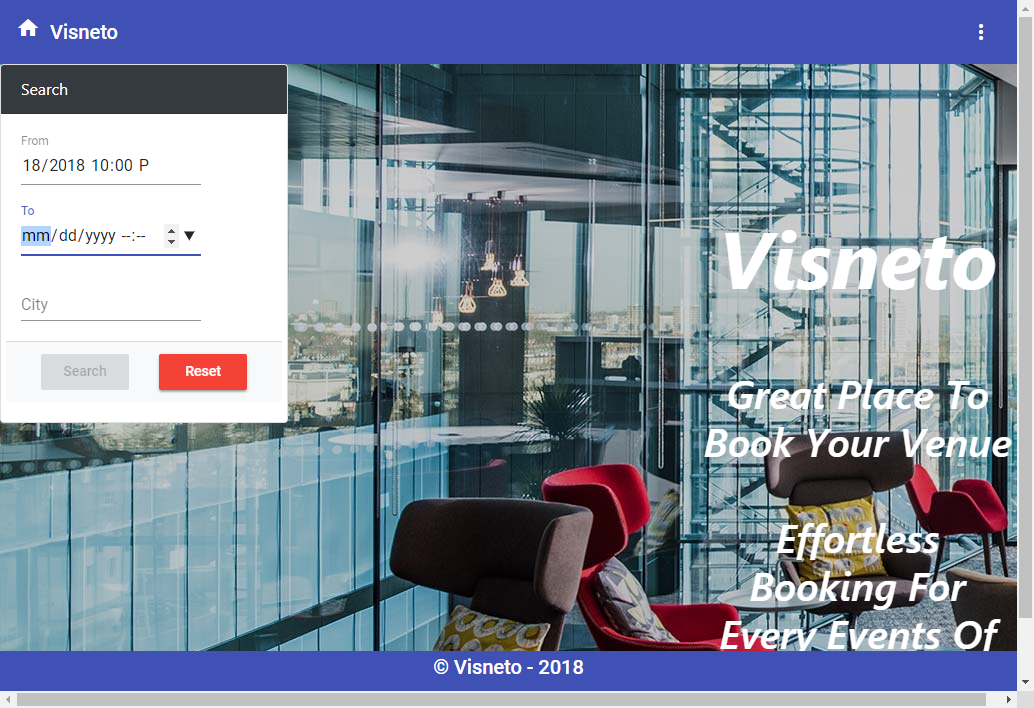 Visneto
Search
From
18/2018 10:00 P
To
mm/dd/yyyy --:--
City
Search
Reset
Visneto
Great Place To
Book Your Venue
Effortless
Booking For
Every Events Of
© Visneto - 2018